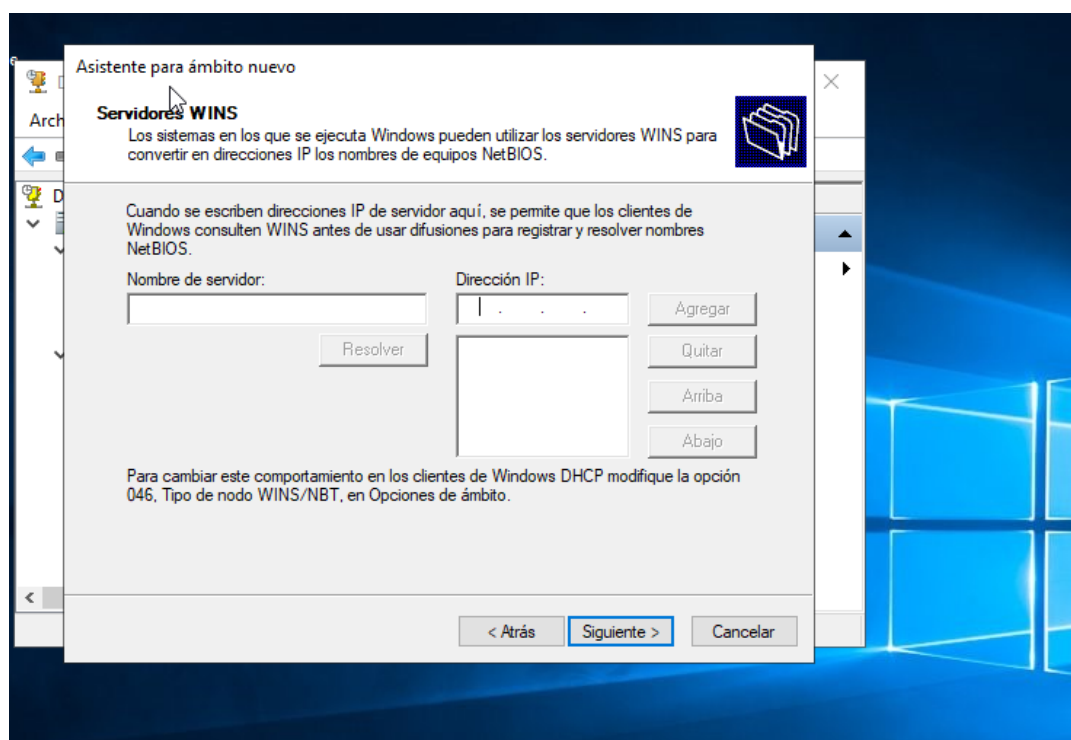 Asistente para ámbito nuevo
Arch
Servidores WINS
Los sistemas en los que se ejecuta Windows pueden utilizar los servidores WINS para
convertir en direcciones IP los nombres de equipos NetBIOS.
D
Cuando se escriben direcciones IP de servidor aquí, se permite que los clientes de
Windows consulten WINS antes de usar difusiones para registrar y resolver nombres
NetBIOS.
Nombre de servidor:
Dirección IP:
Agregar
Resolver
Quitar
Arriba
Abajo
Para cambiar este comportamiento en los clientes de Windows DHCP modifique la opción
046, Tipo de nodo WINS/NBT, en Opciones de ámbito.
< Atrás
Siguiente >
Cancelar